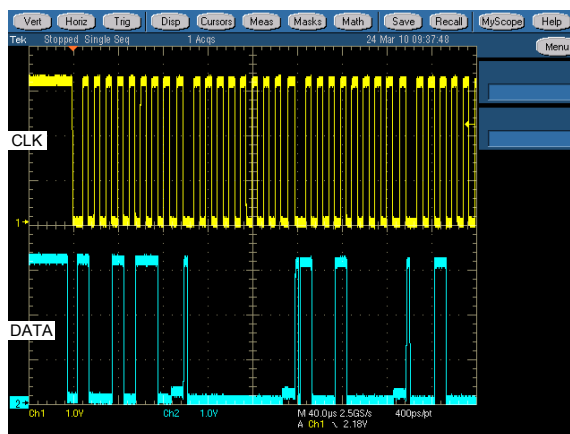 Vert Horiz Trig Disp Cursors Meas Masks Math Save Recall MyScope Help
Tek Stopped Single Seq 1 Acqs 24 Mar 10 09:37:48 Menu
CLK
1
DATA
2
Ch1 1.0V Ch2 1.0V M 40.0µs 2.5GS/s 400ps/pt
A Ch1 ∖ 2.18V